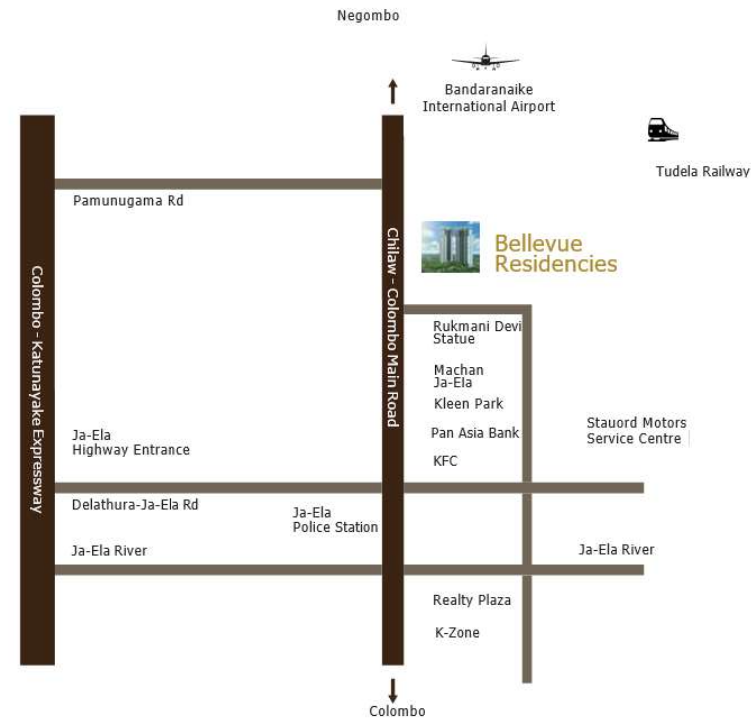 Negombo
Bandaranaike
International Airport
Tudela Railway
Pamunugama Rd
Colombo - Katunayake Expressway
Chilaw - Colombo Main Road
Bellevue
Residencies
Rukmani Devi
Statue
Machan
Ja-Ela
Kleen Park
Pan Asia Bank
KFC
Stauord Motors
Service Centre
Ja-Ela
Highway Entrance
Delathura-Ja-Ela Rd
Ja-Ela
Police Station
Ja-Ela River
Ja-Ela River
Realty Plaza
K-Zone
Colombo